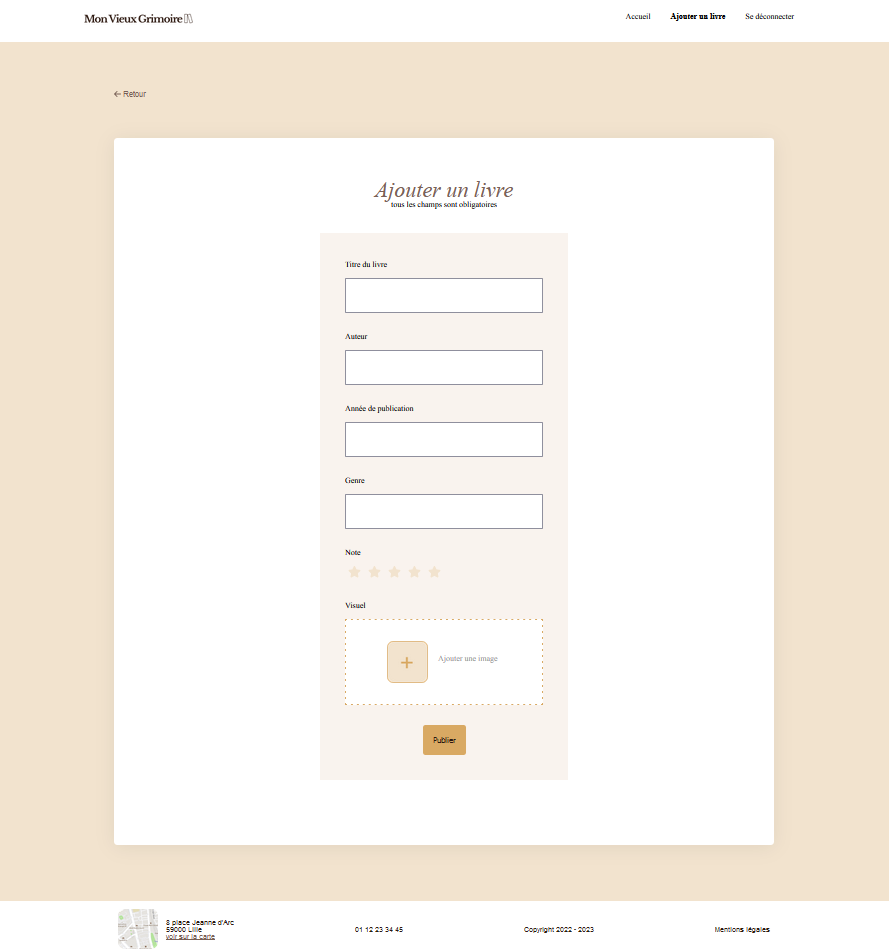 Mon Vieux Grimoire
Accueil
Ajouter un livre
Se déconnecter
← Retour
Ajouter un livre
tous les champs sont obligatoires
Titre du livre
Auteur
Année de publication
Genre
Note
Visuel
+
Ajouter une image
Publier
8 place Jeanne d'Arc
59000 Lille
voir sur la carte
01 12 23 34 45
Copyright 2022 - 2023
Mentions légales